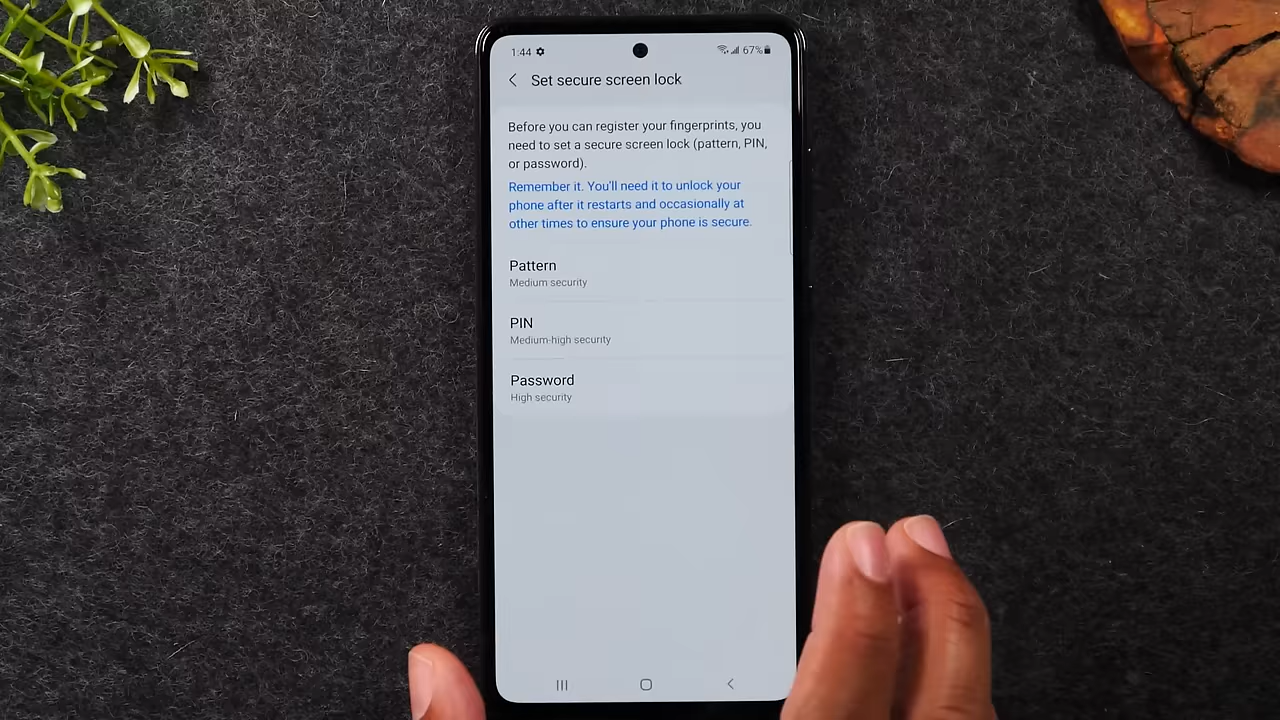 1:44 67%
Set secure screen lock
Before you can register your fingerprints, you
need to set a secure screen lock (pattern, PIN,
or password).
Remember it. You'll need it to unlock your
phone after it restarts and occasionally at
other times to ensure your phone is secure.
Pattern
Medium security
PIN
Medium-high security
Password
High security